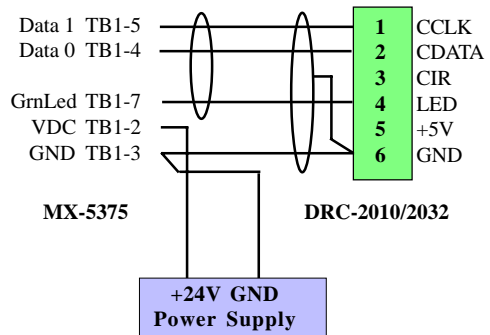 Data 1 TB1-5 1 CCLK
Data 0 TB1-4 2 CDATA
3 CIR
GrnLed TB1-7 4 LED
VDC TB1-2 5 +5V
GND TB1-3 6 GND
MX-5375 DRC-2010/2032
+24V GND
Power Supply